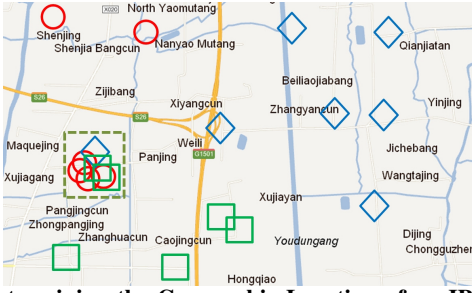 X020
North Yaomutang
Shenjing
Shenjia Bangcun
Nanyao Mutang
Qianjiatan
Beiliaojiabang
Zijibang
S26
Xiyangcun
Zhangyancun
Yinjing
S26
Maquejing
Weili
Panjing
G1501
Jichebang
Xujiagang
Wangtajing
Xujiayan
Pangjingcun
Zhongpangjing
Zhanghuacun
Caojingcun
Youdungang
Dijing
Chongguzhen
Hongqiao